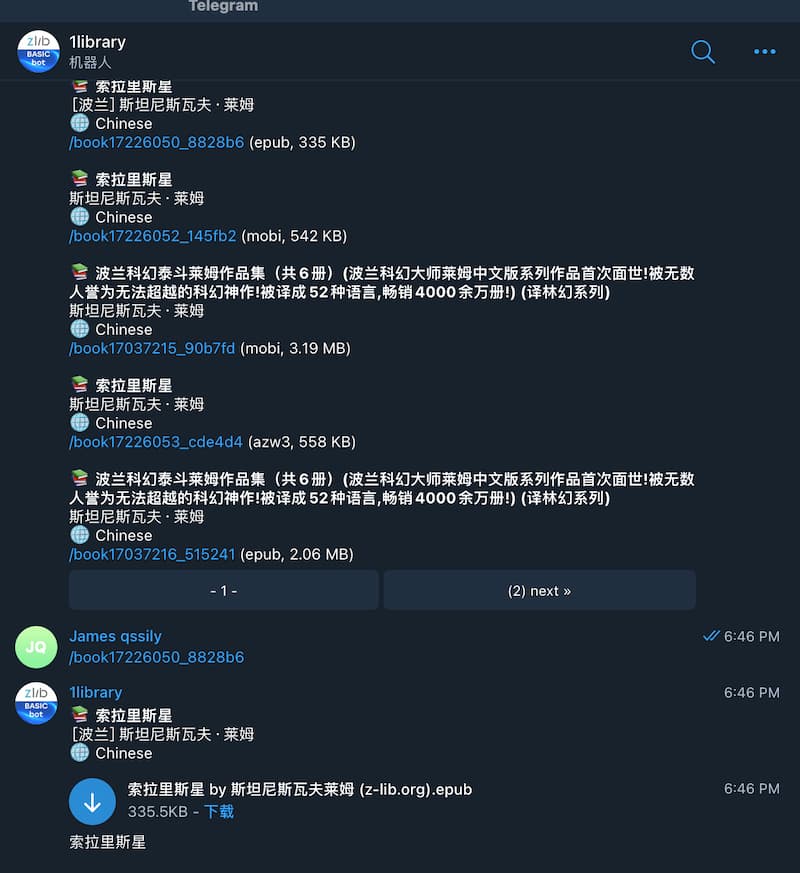 Telegram
zlib
BASIC
bot
1library
机器人
📚 索拉里斯星
[波兰] 斯坦尼斯瓦夫 · 莱姆
🌐 Chinese
/book17226050_8828b6 (epub, 335 KB)
📚 索拉里斯星
斯坦尼斯瓦夫 · 莱姆
🌐 Chinese
/book17226052_145fb2 (mobi, 542 KB)
📚 波兰科幻泰斗莱姆作品集（共6册）(波兰科幻大师莱姆中文版系列作品首次面世!被无数
人誉为无法超越的科幻神作!被译成52种语言,畅销4000余万册!) (译林幻系列)
斯坦尼斯瓦夫 · 莱姆
🌐 Chinese
/book17037215_90b7fd (mobi, 3.19 MB)
📚 索拉里斯星
斯坦尼斯瓦夫 · 莱姆
🌐 Chinese
/book17226053_cde4d4 (azw3, 558 KB)
📚 波兰科幻泰斗莱姆作品集（共6册）(波兰科幻大师莱姆中文版系列作品首次面世!被无数
人誉为无法超越的科幻神作!被译成52种语言,畅销4000余万册!) (译林幻系列)
斯坦尼斯瓦夫 · 莱姆
🌐 Chinese
/book17037216_515241 (epub, 2.06 MB)
- 1 -
(2) next »
JQ
James qssily
6:46 PM
/book17226050_8828b6
zlib
BASIC
bot
1library
6:46 PM
📚 索拉里斯星
[波兰] 斯坦尼斯瓦夫 · 莱姆
🌐 Chinese
索拉里斯星 by 斯坦尼斯瓦夫莱姆 (z-lib.org).epub
6:46 PM
335.5KB - 下载
索拉里斯星